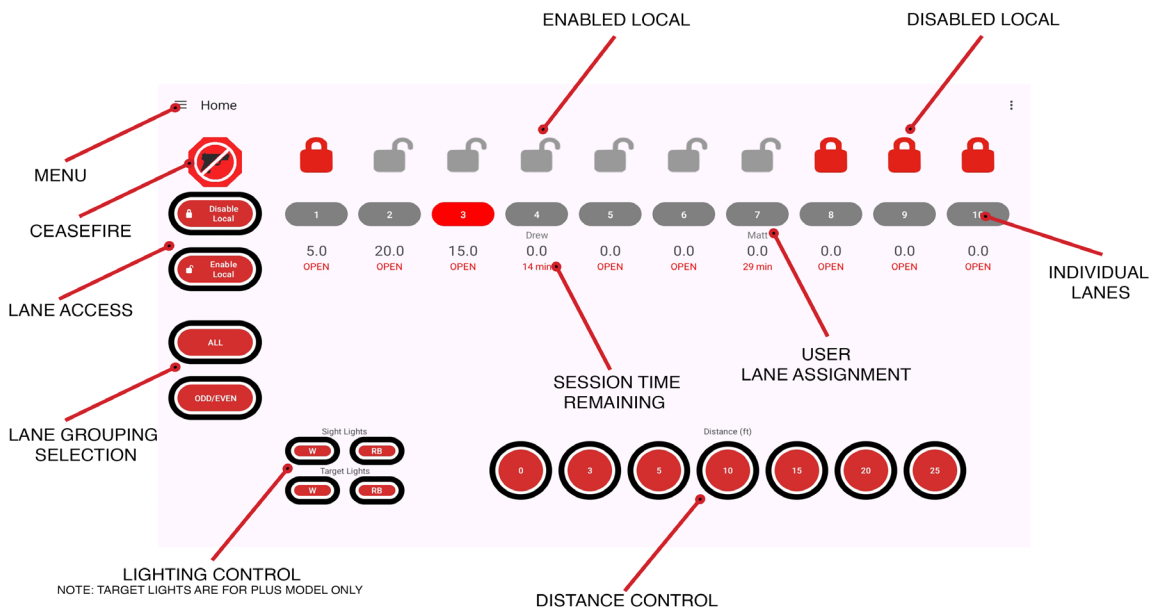 ENABLED LOCAL
DISABLED LOCAL
Home
MENU
CEASEFIRE
Disable
Local
1 2 3 4 5 6 7 8 9 10
Drew Matt
5.0 20.0 15.0 0.0 0.0 0.0 0.0 0.0 0.0 0.0
OPEN OPEN OPEN 14 min OPEN OPEN 29 min OPEN OPEN OPEN
Enable
Local
LANE ACCESS
INDIVIDUAL
LANES
ALL
ODD/EVEN
USER
LANE ASSIGNMENT
SESSION TIME
REMAINING
LANE GROUPING
SELECTION
Sight Lights
W RB
Target Lights
W RB
Distance (ft)
0 3 5 10 15 20 25
LIGHTING CONTROL
NOTE: TARGET LIGHTS ARE FOR PLUS MODEL ONLY
DISTANCE CONTROL